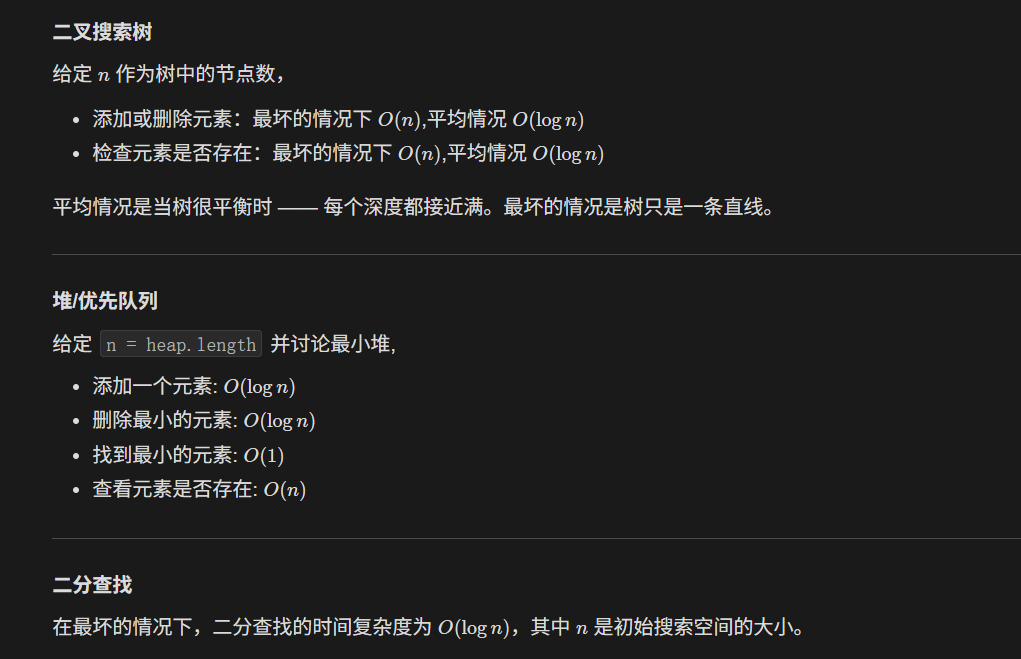 二叉搜索树
给定 n 作为树中的节点数，
• 添加或删除元素：最坏的情况下 O(n),平均情况 O(log n)
• 检查元素是否存在：最坏的情况下 O(n),平均情况 O(log n)
平均情况是当树很平衡时 —— 每个深度都接近满。最坏的情况是树只是一条直线。
堆/优先队列
给定 n = heap.length 并讨论最小堆,
• 添加一个元素: O(log n)
• 删除最小的元素: O(log n)
• 找到最小的元素: O(1)
• 查看元素是否存在: O(n)
二分查找
在最坏的情况下，二分查找的时间复杂度为 O(log n)，其中 n 是初始搜索空间的大小。